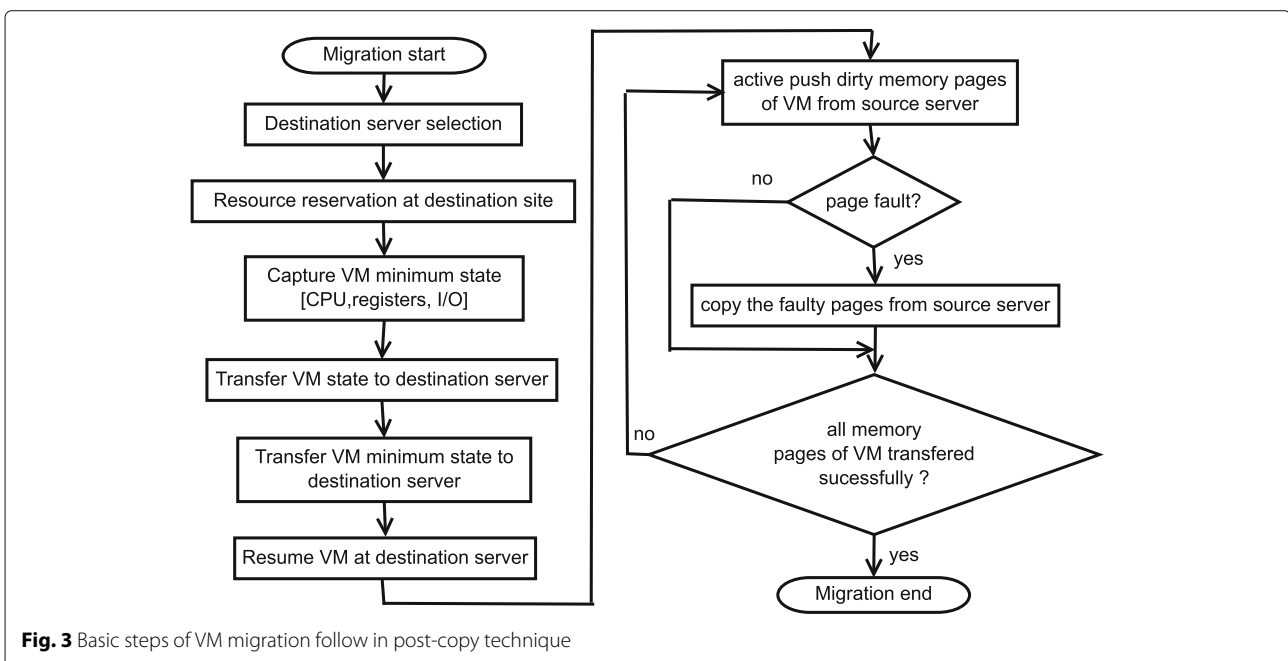 Migration start
Destination server selection
Resource reservation at destination site
Capture VM minimum state
[CPU,registers, I/O]
Transfer VM state to destination server
Transfer VM minimum state to
destination server
Resume VM at destination server
active push dirty memory pages
of VM from source server
page fault?
no
yes
copy the faulty pages from source server
all memory
pages of VM transfered
sucessfully ?
no
yes
Migration end
Fig. 3 Basic steps of VM migration follow in post-copy technique